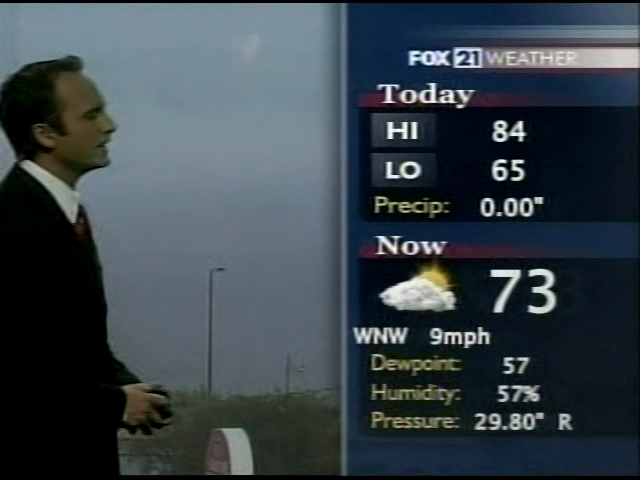 FOX 21 WEATHER
Today
HI 84
LO 65
Precip: 0.00"
Now
73
WNW 9mph
Dewpoint: 57
Humidity: 57%
Pressure: 29.80" R